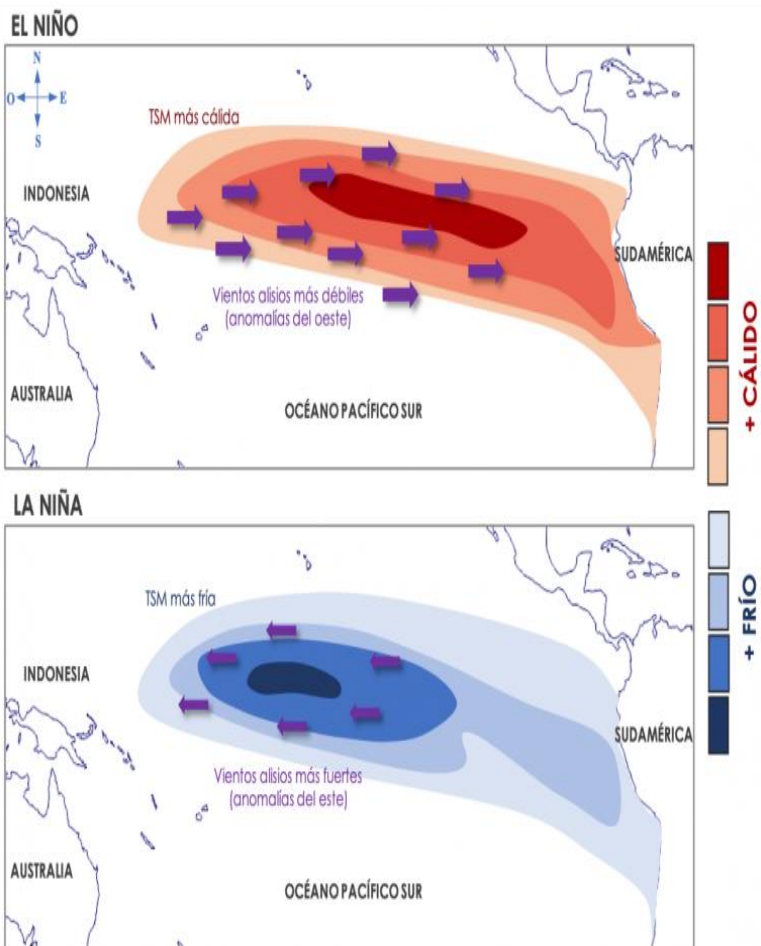 EL NIÑO
N
O
E
S
TSM más cálida
INDONESIA
SUDAMÉRICA
Vientos alisios más débiles
(anomalías del oeste)
AUSTRALIA
OCÉANO PACÍFICO SUR
+ CÁLIDO
LA NIÑA
TSM más fría
INDONESIA
SUDAMÉRICA
Vientos alisios más fuertes
(anomalías del este)
AUSTRALIA
OCÉANO PACÍFICO SUR
+ FRÍO